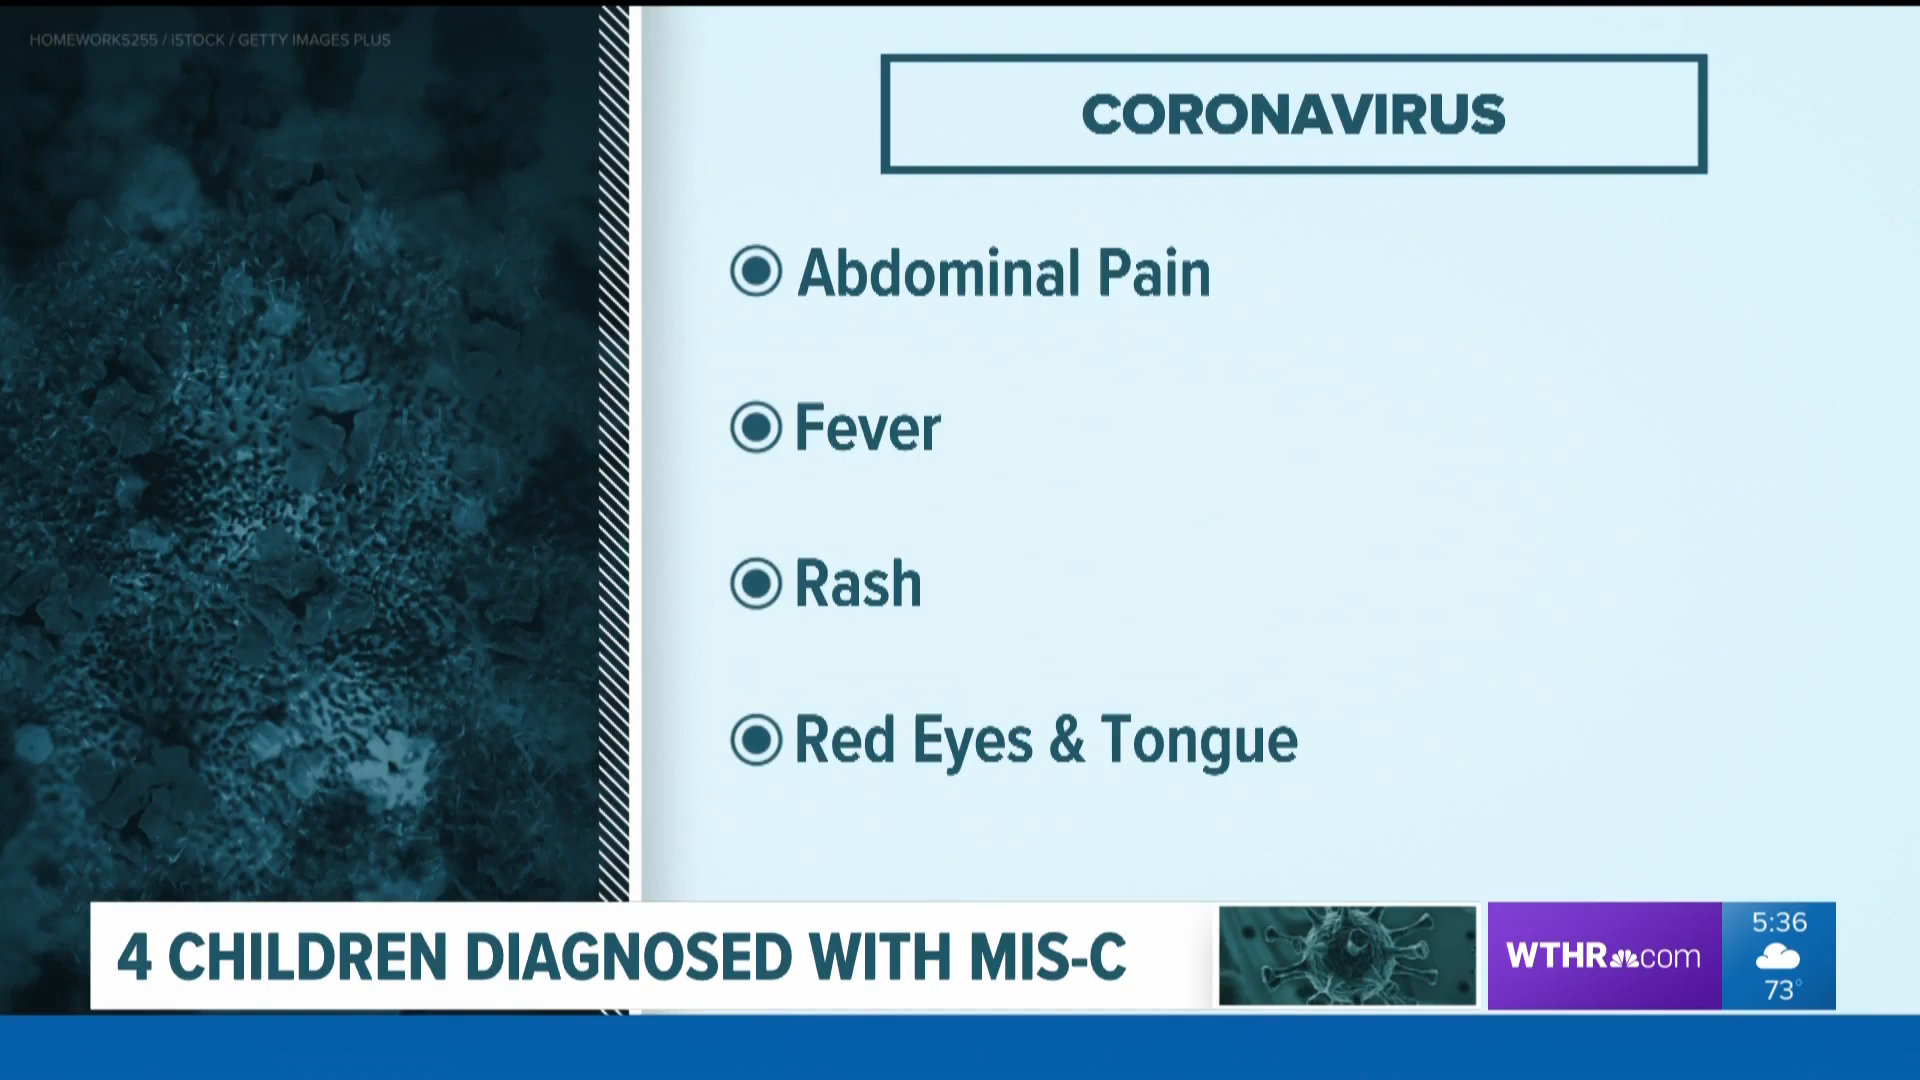 HOMEWORKS255 / iSTOCK / GETTY IMAGES PLUS
CORONAVIRUS
Abdominal Pain
Fever
Rash
Red Eyes & Tongue
4 CHILDREN DIAGNOSED WITH MIS-C
WTHR.com
5:36
73°